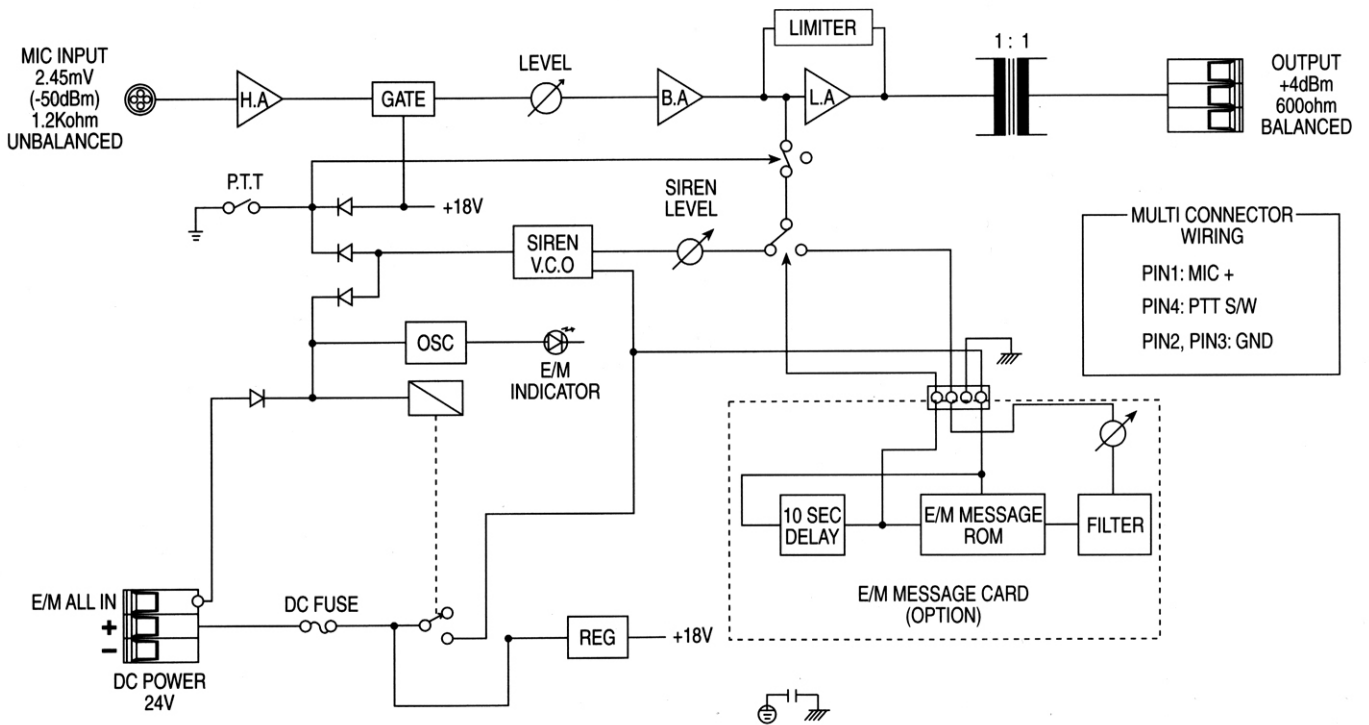 MIC INPUT
2.45mV
(-50dBm)
1.2Kohm
UNBALANCED
H.A
GATE
LEVEL
B.A
LIMITER
L.A
1 : 1
OUTPUT
+4dBm
600ohm
BALANCED
P.T.T
+18V
SIREN
V.C.O
SIREN
LEVEL
MULTI CONNECTOR
WIRING
PIN1: MIC +
PIN4: PTT S/W
PIN2, PIN3: GND
OSC
E/M
INDICATOR
10 SEC
DELAY
E/M MESSAGE
ROM
FILTER
E/M MESSAGE CARD
(OPTION)
E/M ALL IN
+
−
DC POWER
24V
DC FUSE
REG
+18V